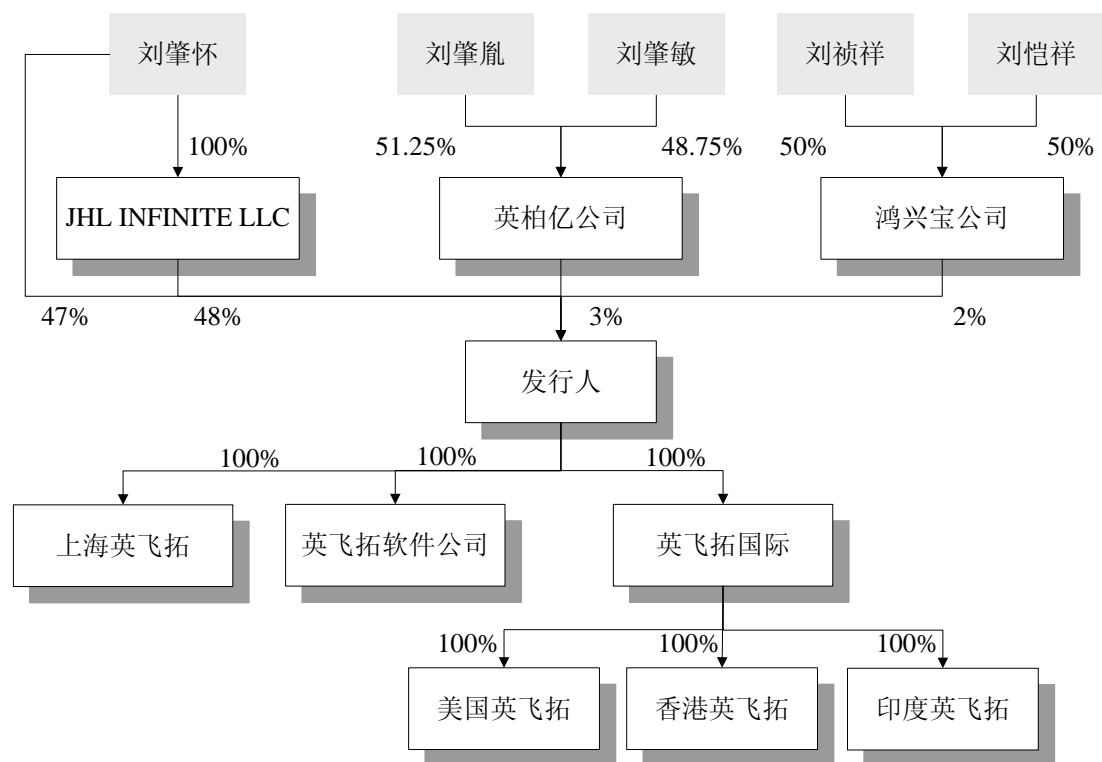 刘肇怀
刘肇胤
刘肇敏
刘祯祥
刘恺祥
100%
51.25%
48.75%
50%
50%
JHL INFINITE LLC
英柏亿公司
鸿兴宝公司
47%
48%
3%
2%
发行人
100%
100%
100%
上海英飞拓
英飞拓软件公司
英飞拓国际
100%
100%
100%
美国英飞拓
香港英飞拓
印度英飞拓